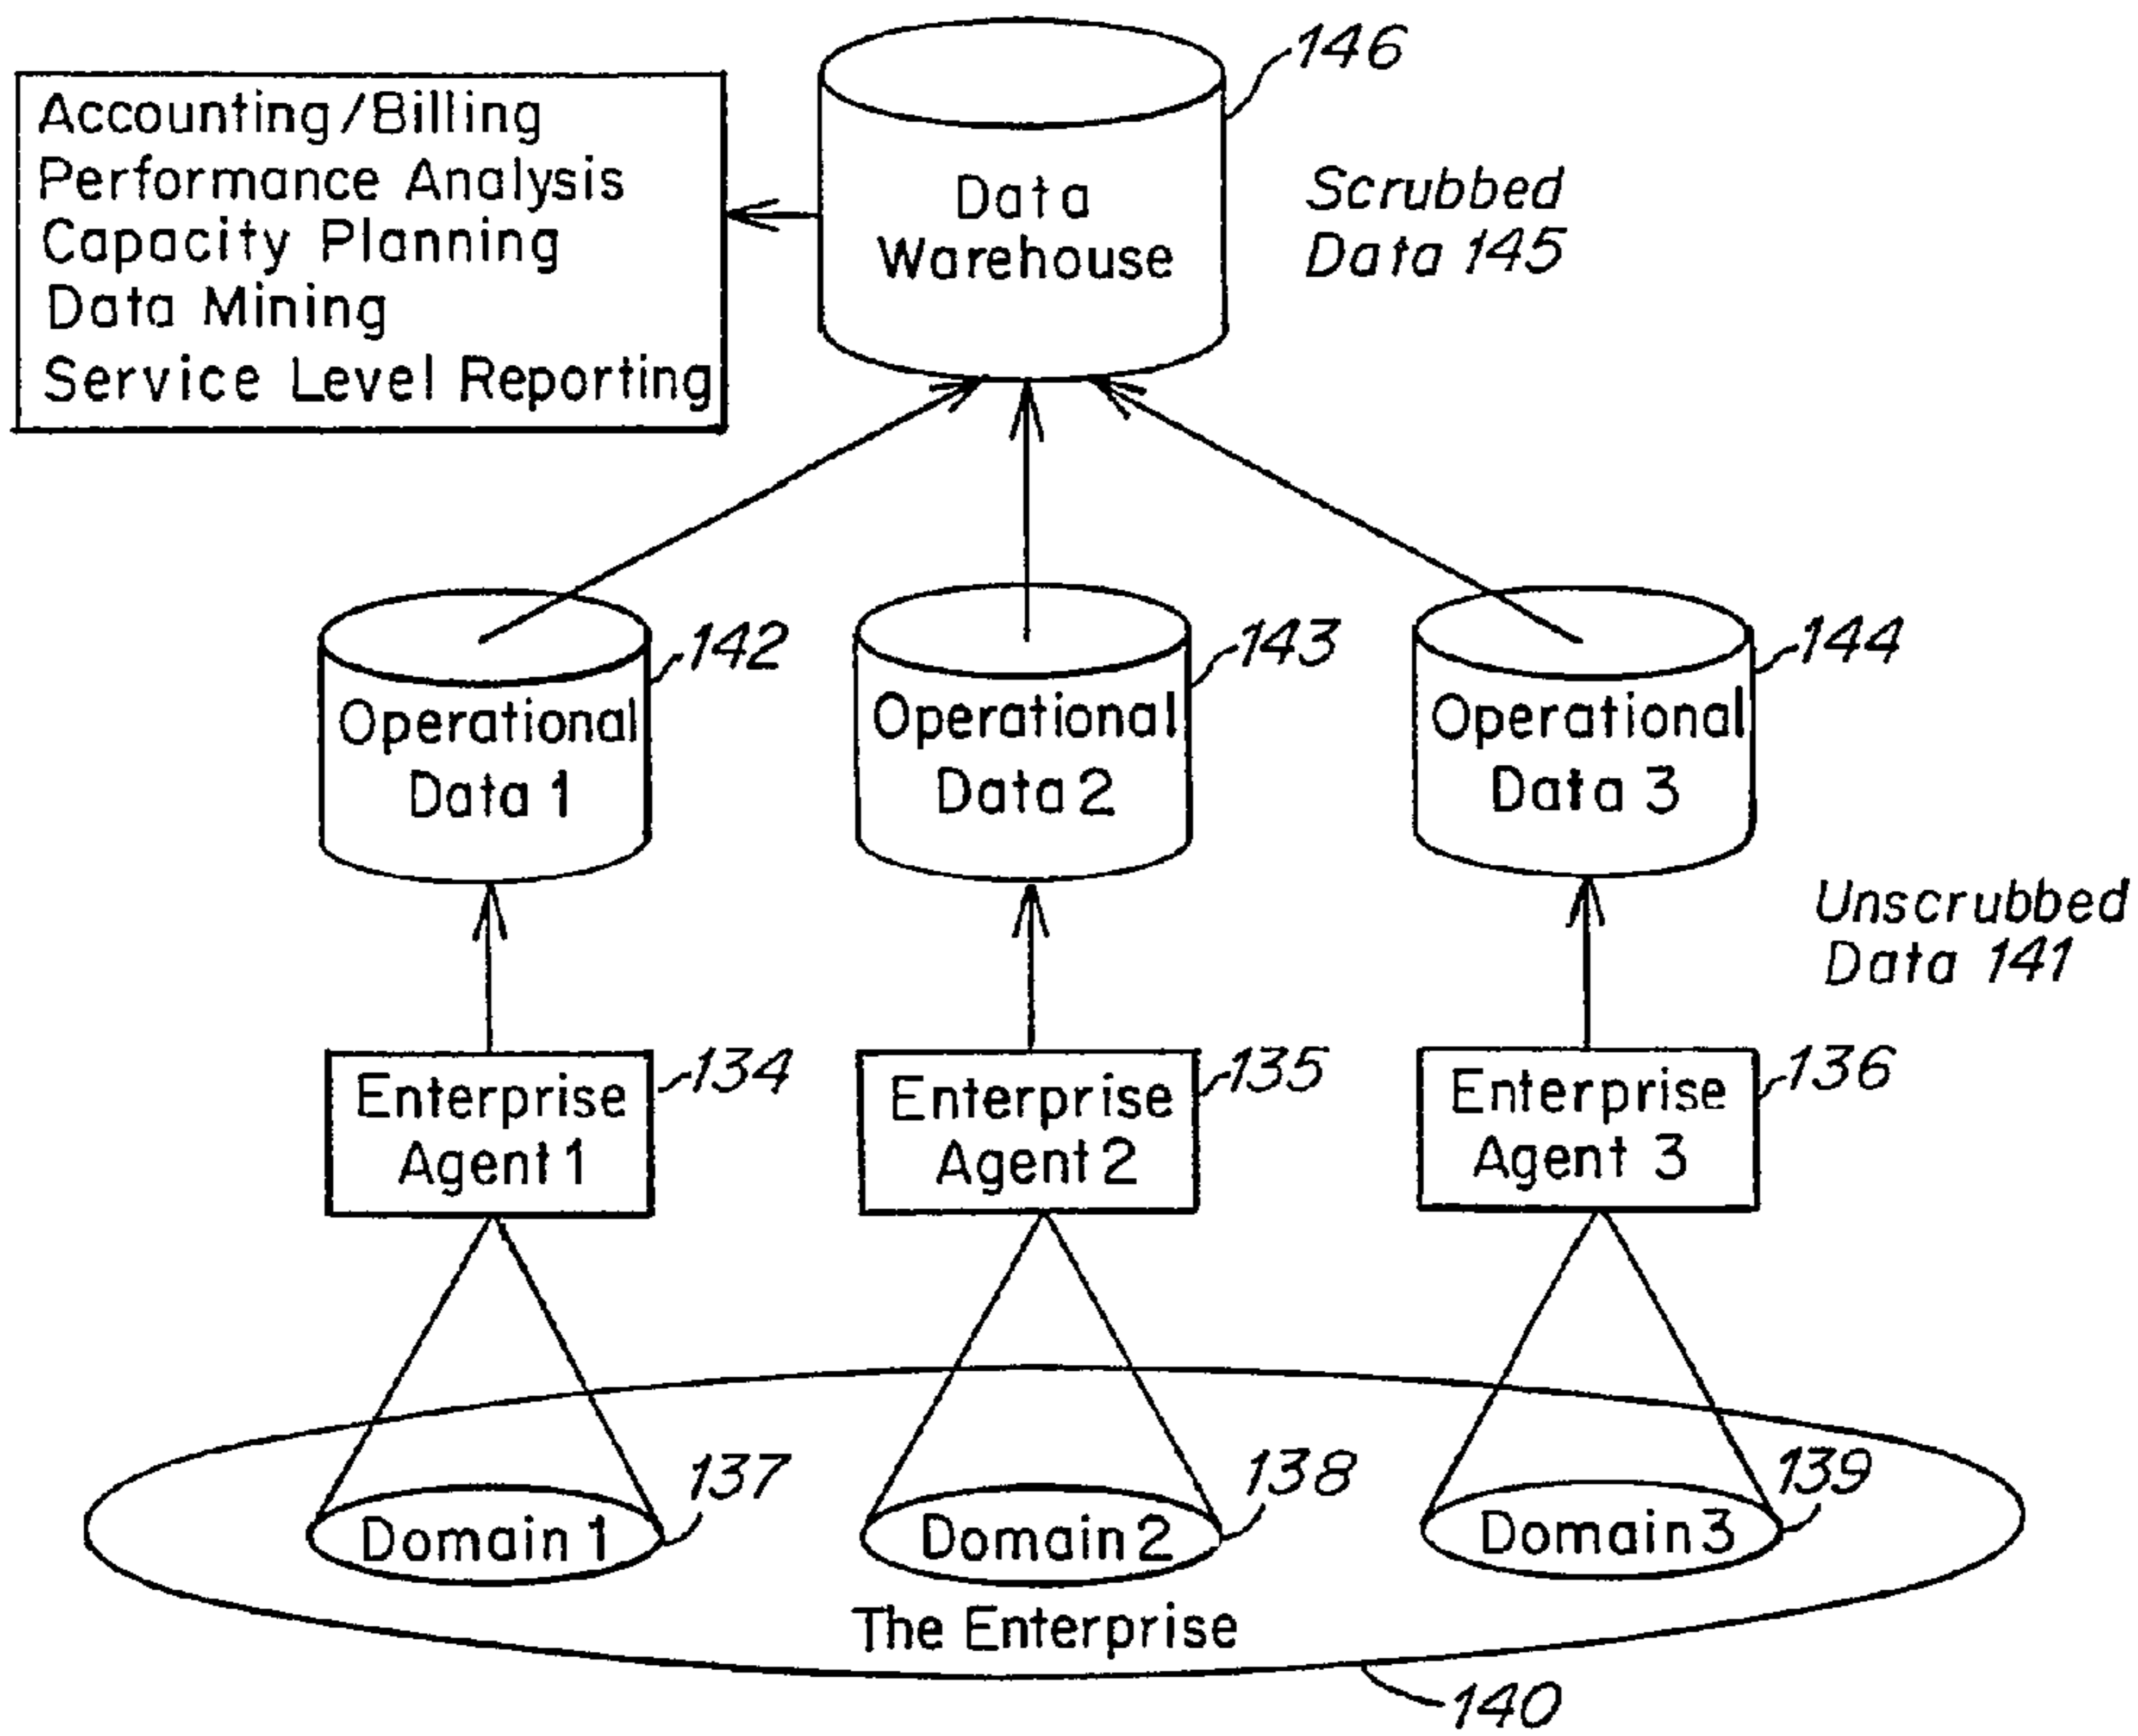 146
Accounting/Billing
Performance Analysis
Capacity Planning
Data Mining
Service Level Reporting
Data
Warehouse
Scrubbed
Data 145
142
143
144
Operational
Data 1
Operational
Data 2
Operational
Data 3
Unscrubbed
Data 141
Enterprise
Agent 1
134
Enterprise
Agent 2
135
Enterprise
Agent 3
136
137
138
139
Domain 1
Domain 2
Domain 3
The Enterprise
140